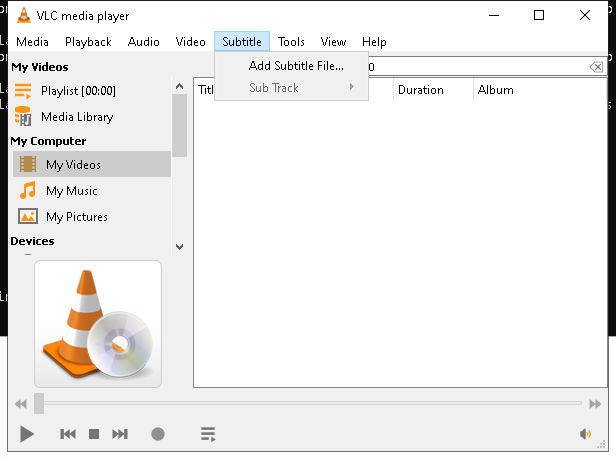 VLC media player
Media Playback Audio Video Subtitle Tools View Help
My Videos
Add Subtitle File...
Sub Track
Playlist [00:00]
Media Library
Duration Album
My Computer
My Videos
My Music
My Pictures
Devices